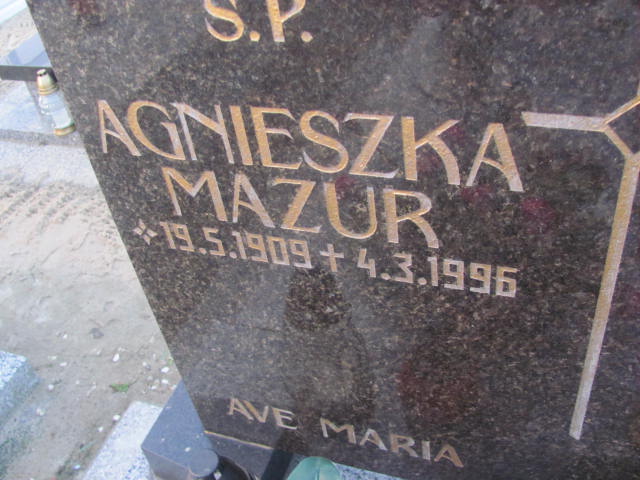 Ś.P.
AGNIESZKA
MAZUR
19.5.1909 † 4.3.1996
AVE MARIA